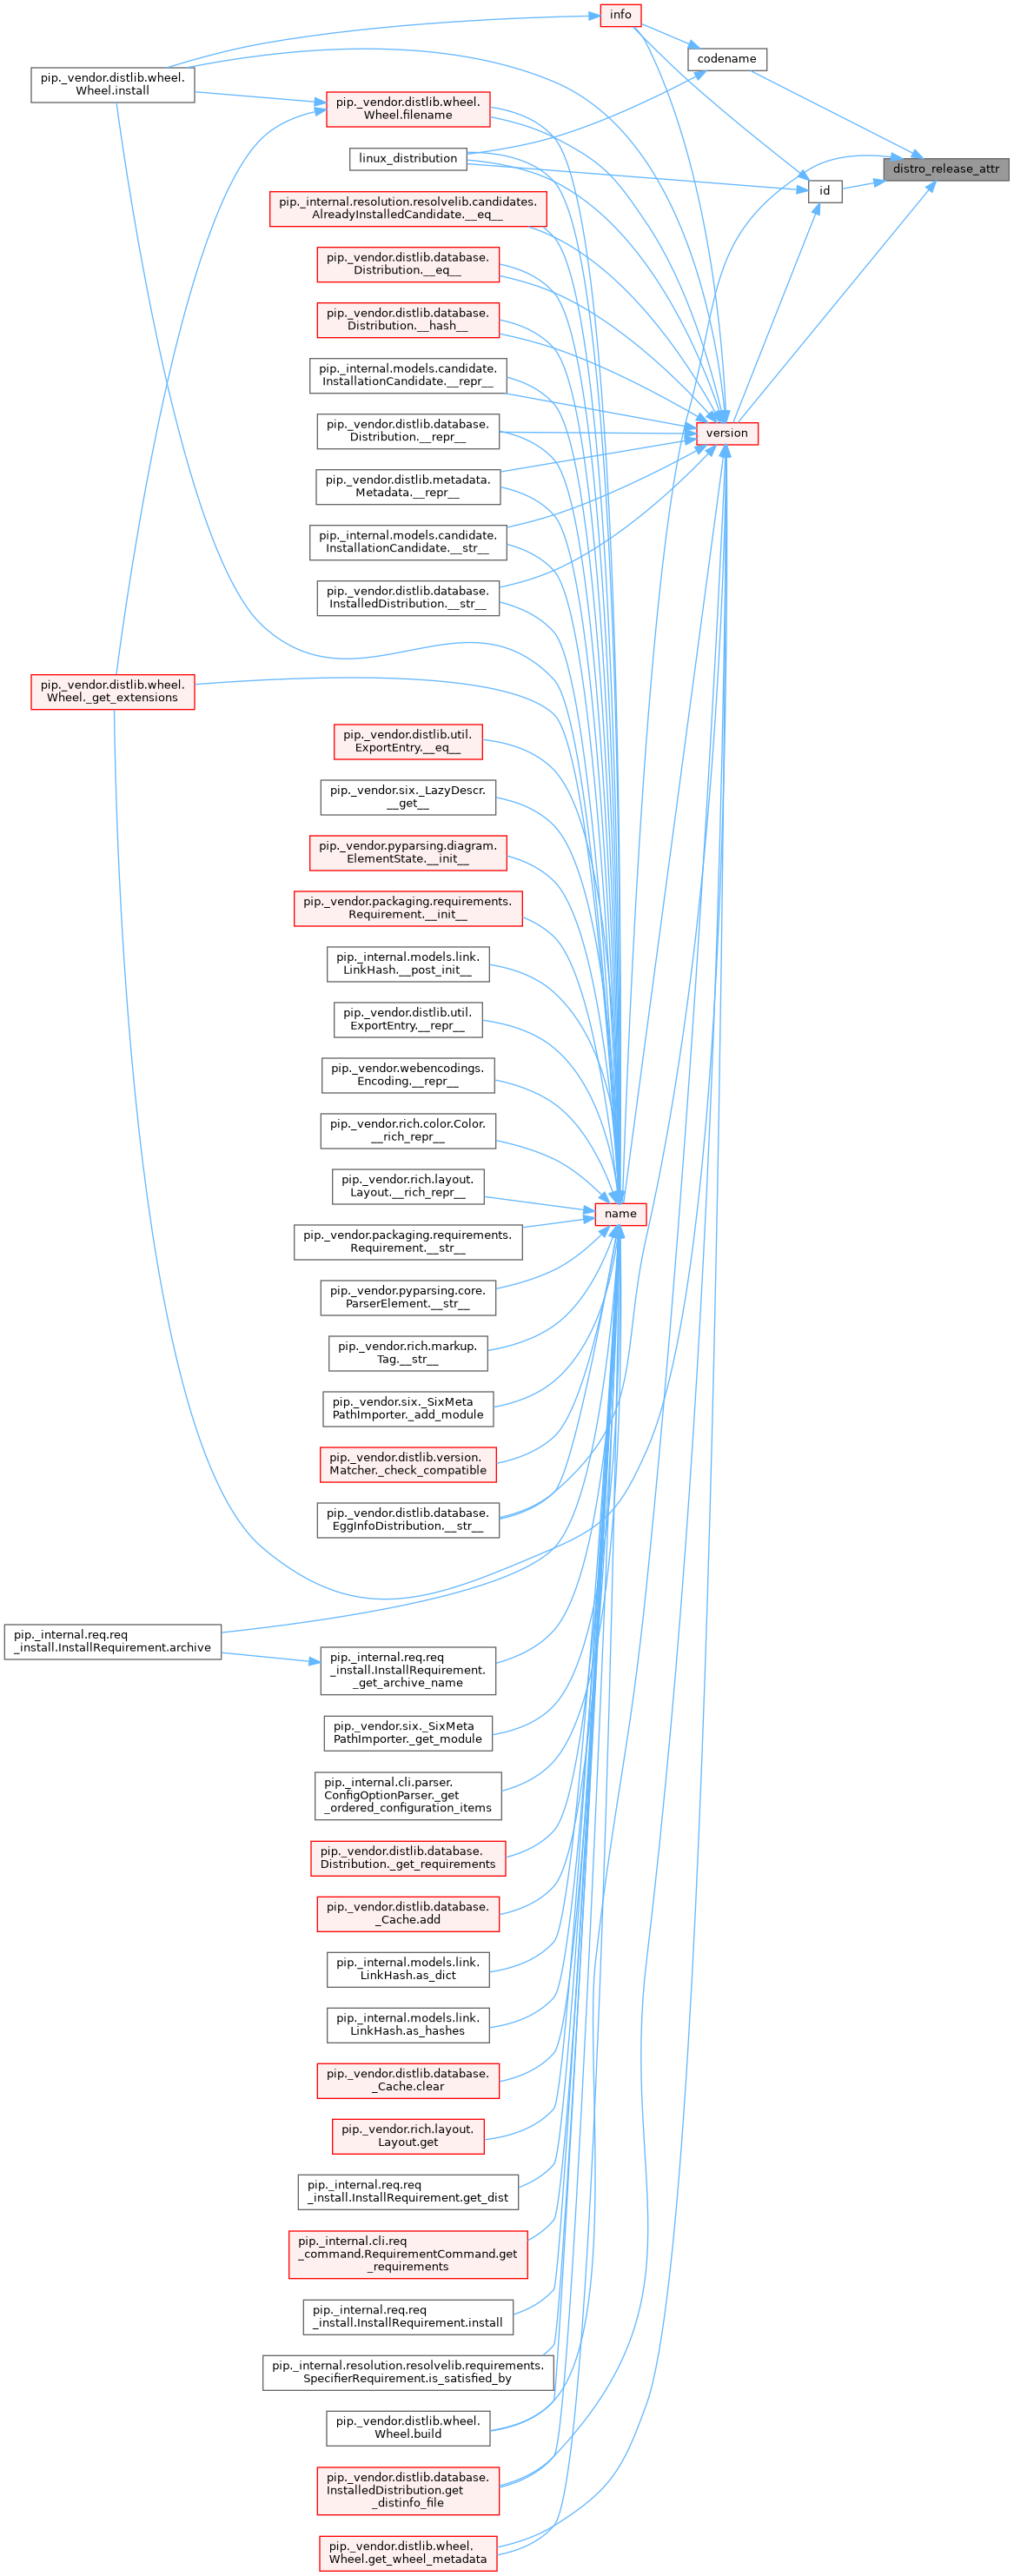 info
codename
pip._vendor.distlib.wheel.
Wheel.install
pip._vendor.distlib.wheel.
Wheel.filename
linux_distribution
distro_release_attr
id
pip._internal.resolution.resolvelib.candidates.
AlreadyInstalledCandidate.__eq__
pip._vendor.distlib.database.
Distribution.__eq__
pip._vendor.distlib.database.
Distribution.__hash__
pip._internal.models.candidate.
InstallationCandidate.__repr__
pip._vendor.distlib.database.
Distribution.__repr__
version
pip._vendor.distlib.metadata.
Metadata.__repr__
pip._internal.models.candidate.
InstallationCandidate.__str__
pip._vendor.distlib.database.
InstalledDistribution.__str__
pip._vendor.distlib.wheel.
Wheel._get_extensions
pip._vendor.distlib.util.
ExportEntry.__eq__
pip._vendor.six._LazyDescr.
__get__
pip._vendor.pyparsing.diagram.
ElementState.__init__
pip._vendor.packaging.requirements.
Requirement.__init__
pip._internal.models.link.
LinkHash.__post_init__
pip._vendor.distlib.util.
ExportEntry.__repr__
pip._vendor.webencodings.
Encoding.__repr__
pip._vendor.rich.color.Color.
__rich_repr__
pip._vendor.rich.layout.
Layout.__rich_repr__
name
pip._vendor.packaging.requirements.
Requirement.__str__
pip._vendor.pyparsing.core.
ParserElement.__str__
pip._vendor.rich.markup.
Tag.__str__
pip._vendor.six._SixMeta
PathImporter._add_module
pip._vendor.distlib.version.
Matcher._check_compatible
pip._vendor.distlib.database.
EggInfoDistribution.__str__
pip._internal.req.req
_install.InstallRequirement.archive
pip._internal.req.req
_install.InstallRequirement.
_get_archive_name
pip._vendor.six._SixMeta
PathImporter._get_module
pip._internal.cli.parser.
ConfigOptionParser._get
_ordered_configuration_items
pip._vendor.distlib.database.
Distribution._get_requirements
pip._vendor.distlib.database.
_Cache.add
pip._internal.models.link.
LinkHash.as_dict
pip._internal.models.link.
LinkHash.as_hashes
pip._vendor.distlib.database.
_Cache.clear
pip._vendor.rich.layout.
Layout.get
pip._internal.req.req
_install.InstallRequirement.get_dist
pip._internal.cli.req
_command.RequirementCommand.get
_requirements
pip._internal.req.req
_install.InstallRequirement.install
pip._internal.resolution.resolvelib.requirements.
SpecifierRequirement.is_satisfied_by
pip._vendor.distlib.wheel.
Wheel.build
pip._vendor.distlib.database.
InstalledDistribution.get
_distinfo_file
pip._vendor.distlib.wheel.
Wheel.get_wheel_metadata